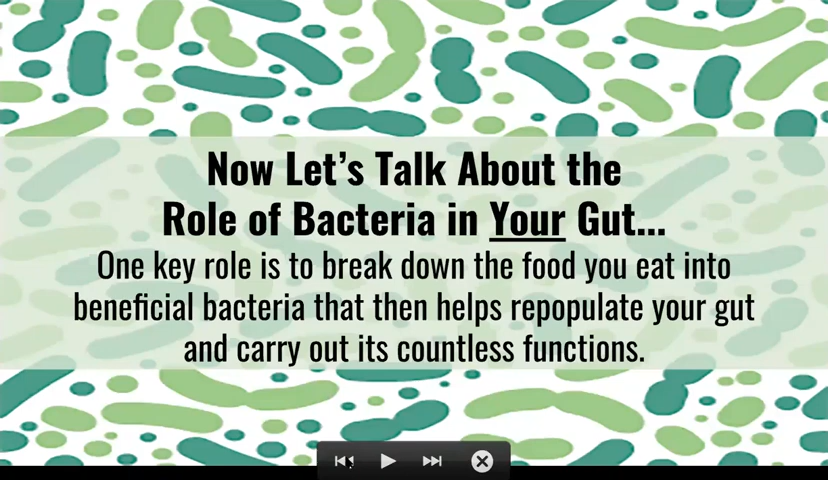 Now Let’s Talk About the
Role of Bacteria in Your Gut...
One key role is to break down the food you eat into
beneficial bacteria that then helps repopulate your gut
and carry out its countless functions.